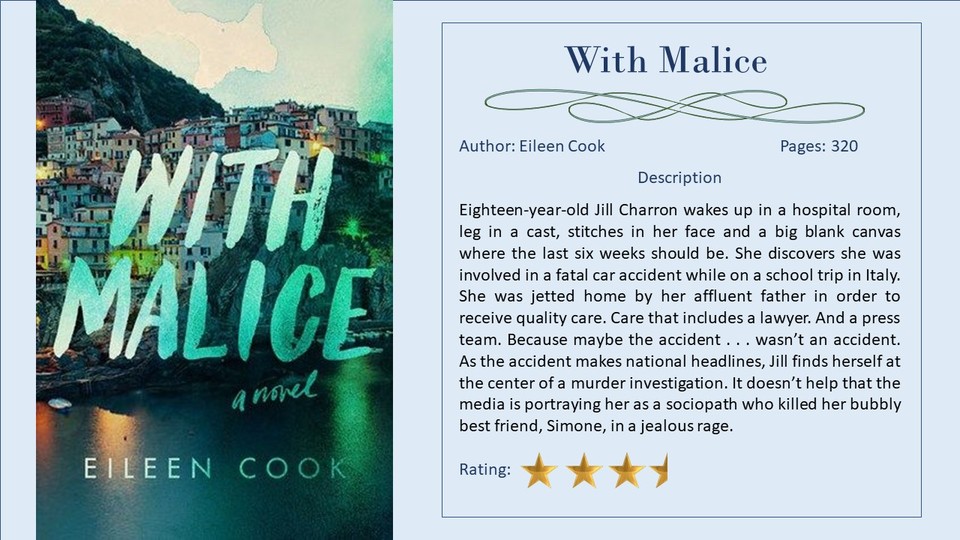 WITH
MALICE
a novel
EILEEN COOK
With Malice
Author: Eileen Cook Pages: 320
Description
Eighteen-year-old Jill Charron wakes up in a hospital room,
leg in a cast, stitches in her face and a big blank canvas
where the last six weeks should be. She discovers she was
involved in a fatal car accident while on a school trip in Italy.
She was jetted home by her affluent father in order to
receive quality care. Care that includes a lawyer. And a press
team. Because maybe the accident . . . wasn’t an accident.
As the accident makes national headlines, Jill finds herself at
the center of a murder investigation. It doesn’t help that the
media is portraying her as a sociopath who killed her bubbly
best friend, Simone, in a jealous rage.
Rating: